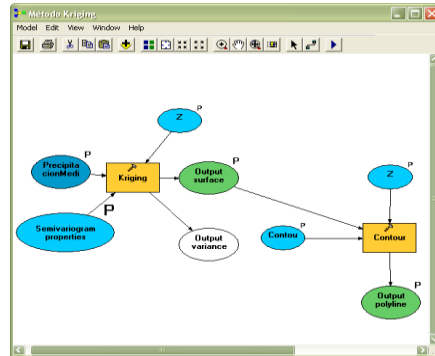 Método Kriging
Model Edit View Window Help
P
Z
P
Precipita
cionMedi
Kriging
P
Output
surface
P
Z
P
Semivariogram
properties
P
Contou
Contour
Output
variance
P
Output
polyline